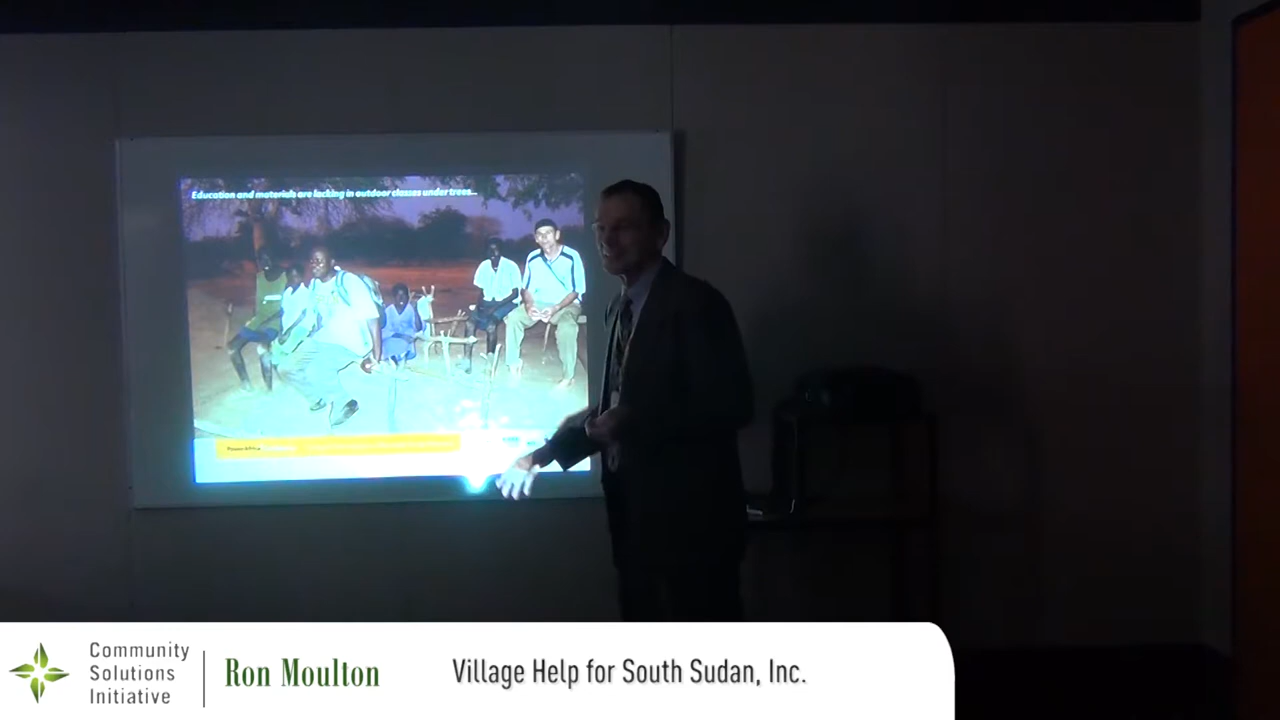 Education and materials are lacking in outdoor classes under trees...
Community
Solutions
Initiative
Ron Moulton
Village Help for South Sudan, Inc.